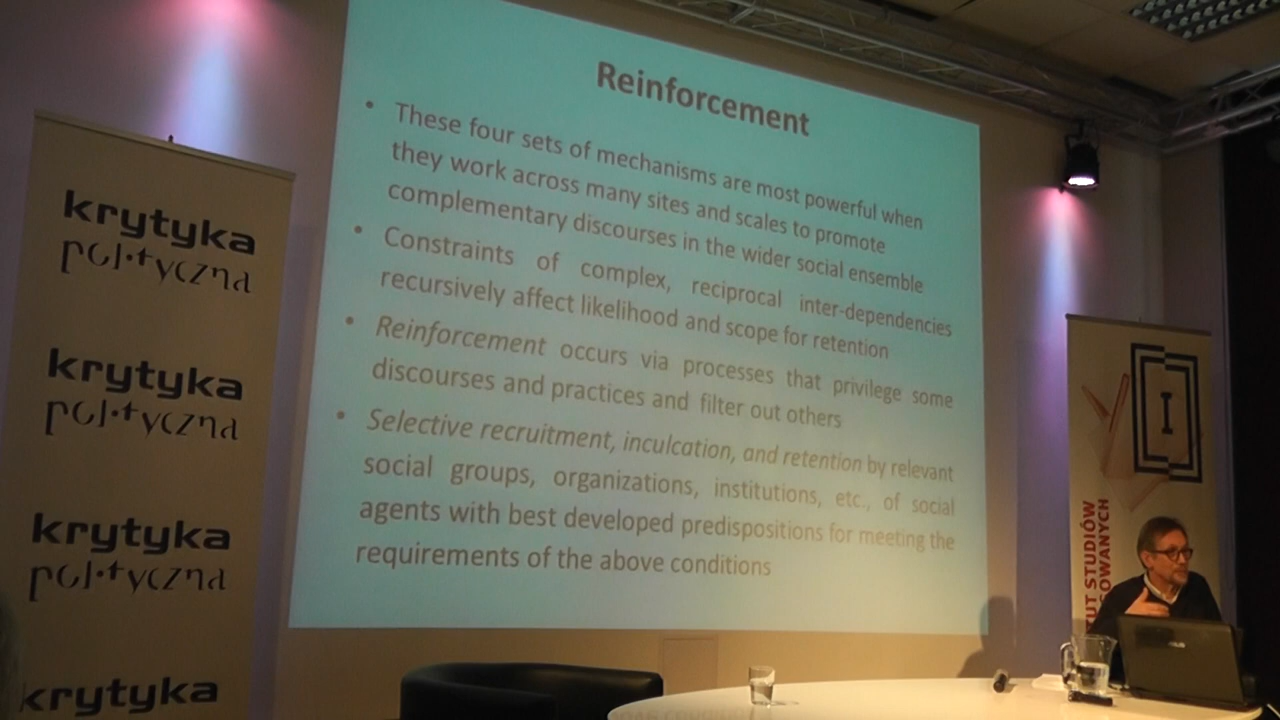 Reinforcement
• These four sets of mechanisms are most powerful when
they work across many sites and scales to promote
complementary discourses in the wider social ensemble
• Constraints of complex, reciprocal inter-dependencies
recursively affect likelihood and scope for retention
• Reinforcement occurs via processes that privilege some
discourses and practices and filter out others
• Selective recruitment, inculcation, and retention by relevant
social groups, organizations, institutions, etc., of social
agents with best developed predispositions for meeting the
requirements of the above conditions
krytyka
polityczna
krytyka
polityczna
krytyka
polityczna
krytyka
I
STUDIÓW
ASUS